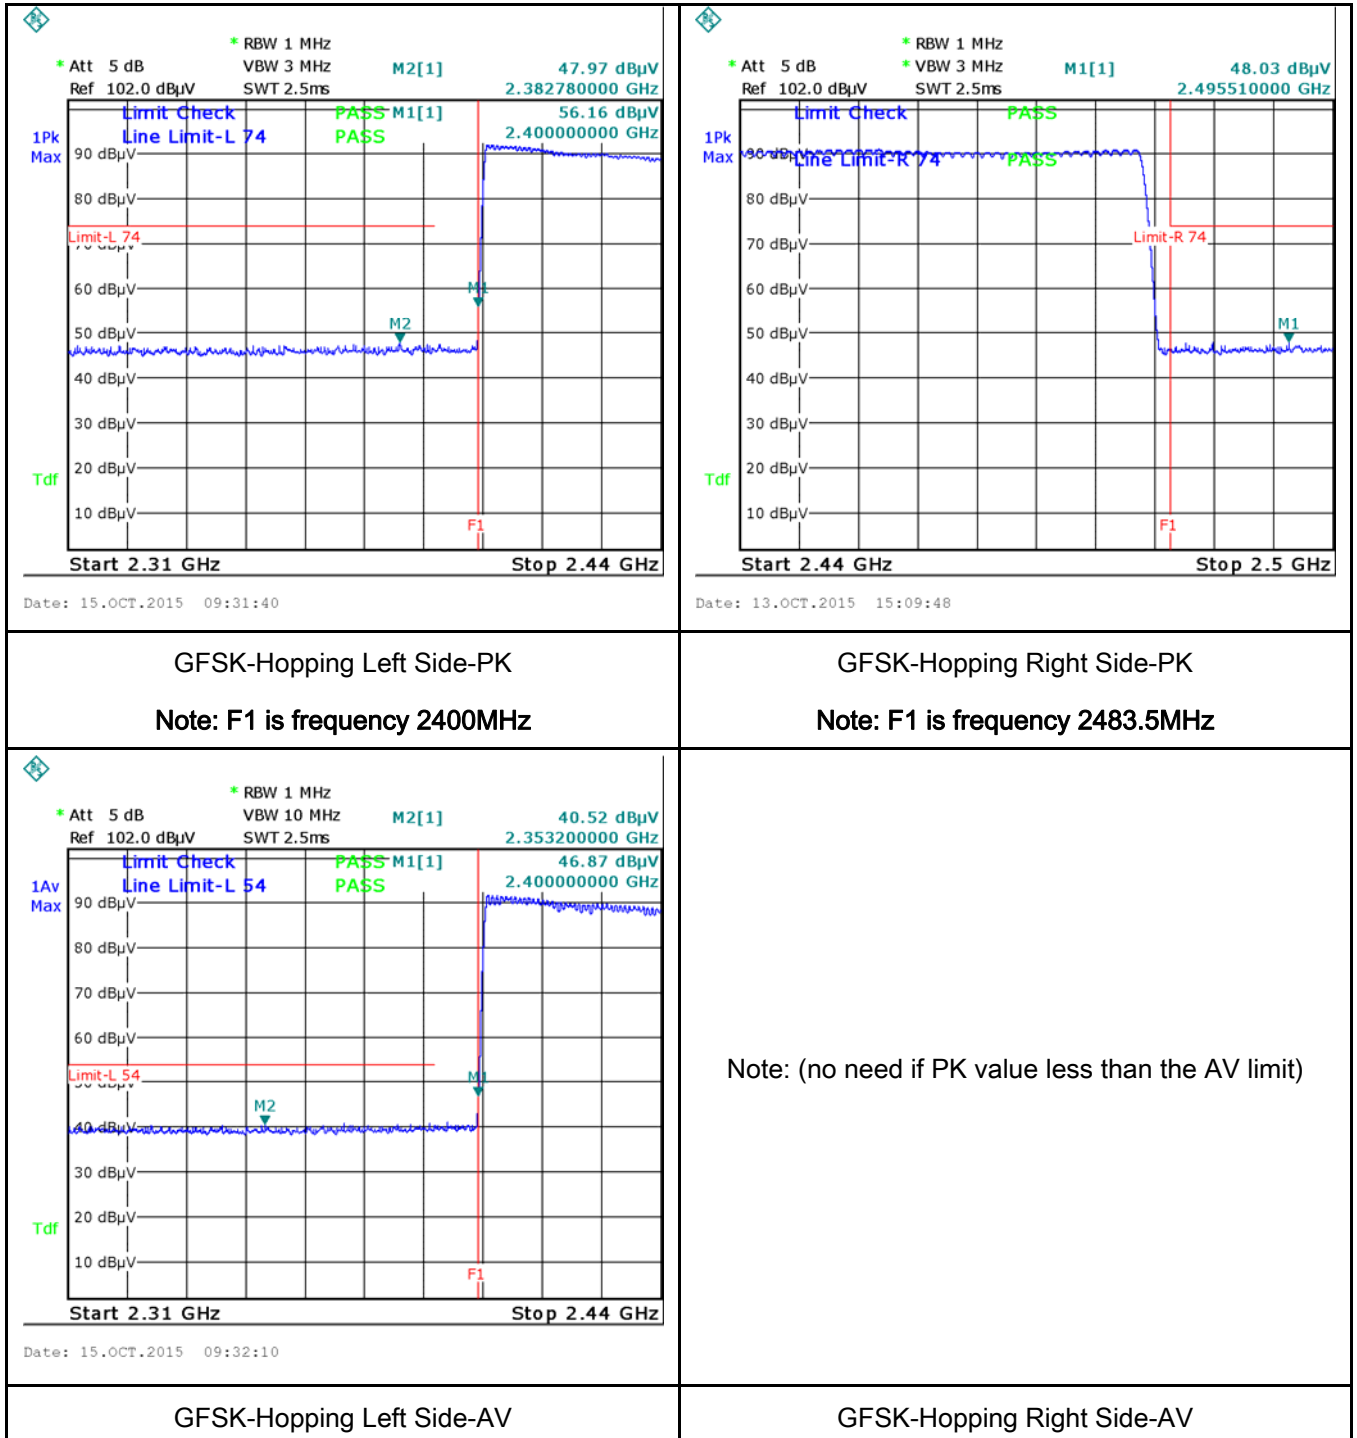 * RBW 1 MHz
* Att 5 dB VBW 3 MHz M2[1] 47.97 dBµV
Ref 102.0 dBµV SWT 2.5ms 2.382780000 GHz
Limit Check PASS M1[1] 56.16 dBµV
Line Limit-L 74 PASS 2.400000000 GHz
1Pk
Max
90 dBµV
80 dBµV
Limit-L 74
70 dBµV
60 dBµV
M1
50 dBµV
M2
40 dBµV
30 dBµV
20 dBµV
Tdf
10 dBµV
F1
Start 2.31 GHz Stop 2.44 GHz
Date: 15.OCT.2015 09:31:40
* RBW 1 MHz
* Att 5 dB * VBW 3 MHz M1[1] 48.03 dBµV
Ref 102.0 dBµV SWT 2.5ms 2.495510000 GHz
Limit Check PASS
1Pk
Max
90 dBµV
Line Limit-R 74 PASS
80 dBµV
Limit-R 74
70 dBµV
60 dBµV
50 dBµV
M1
40 dBµV
30 dBµV
20 dBµV
Tdf
10 dBµV
F1
Start 2.44 GHz Stop 2.5 GHz
Date: 13.OCT.2015 15:09:48
GFSK-Hopping Left Side-PK
Note: F1 is frequency 2400MHz
GFSK-Hopping Right Side-PK
Note: F1 is frequency 2483.5MHz
* RBW 1 MHz
* Att 5 dB VBW 10 MHz M2[1] 40.52 dBµV
Ref 102.0 dBµV SWT 2.5ms 2.353200000 GHz
Limit Check PASS M1[1] 46.87 dBµV
Line Limit-L 54 PASS 2.400000000 GHz
1Av
Max
90 dBµV
80 dBµV
70 dBµV
60 dBµV
Limit-L 54
50 dBµV
M1
M2
40 dBµV
30 dBµV
20 dBµV
Tdf
10 dBµV
F1
Start 2.31 GHz Stop 2.44 GHz
Date: 15.OCT.2015 09:32:10
Note: (no need if PK value less than the AV limit)
GFSK-Hopping Left Side-AV
GFSK-Hopping Right Side-AV